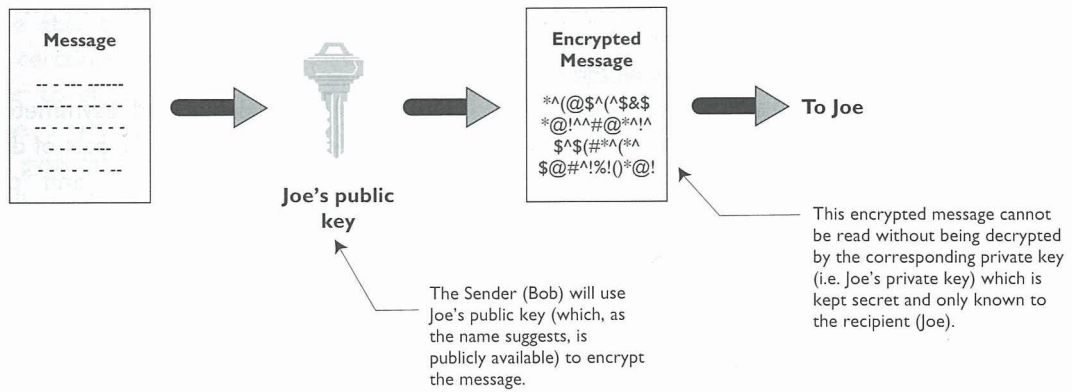 Message
Encrypted
Message
*^(@$^(^$&$
*@!^^#@*^!^
$^$(#*^(*^
$@#^!%!()*@!
To Joe
Joe's public
key
This encrypted message cannot
be read without being decrypted
by the corresponding private key
(i.e. Joe's private key) which is
kept secret and only known to
the recipient (Joe).
The Sender (Bob) will use
Joe's public key (which, as
the name suggests, is
publicly available) to encrypt
the message.